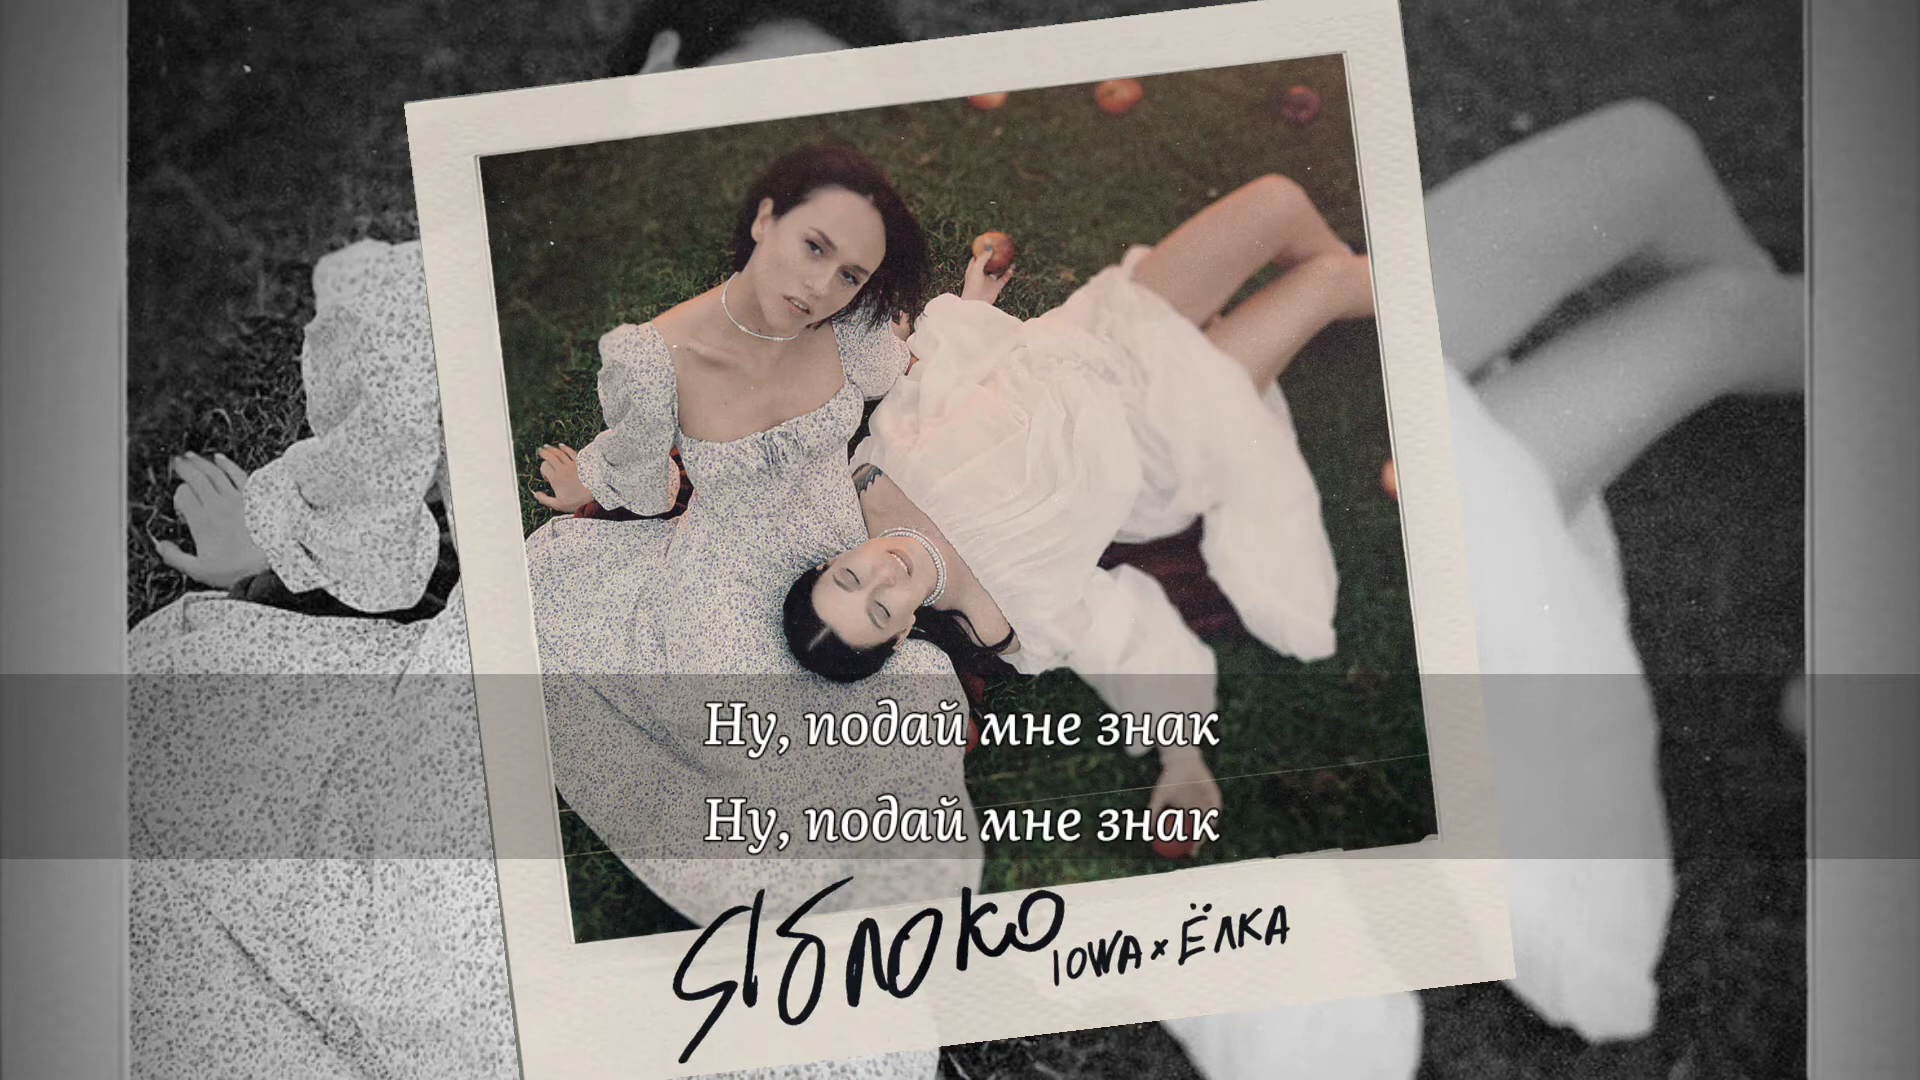 Ну, подай мне знак
Ну, подай мне знак
Яблоко
IOWA × ЁЛКА